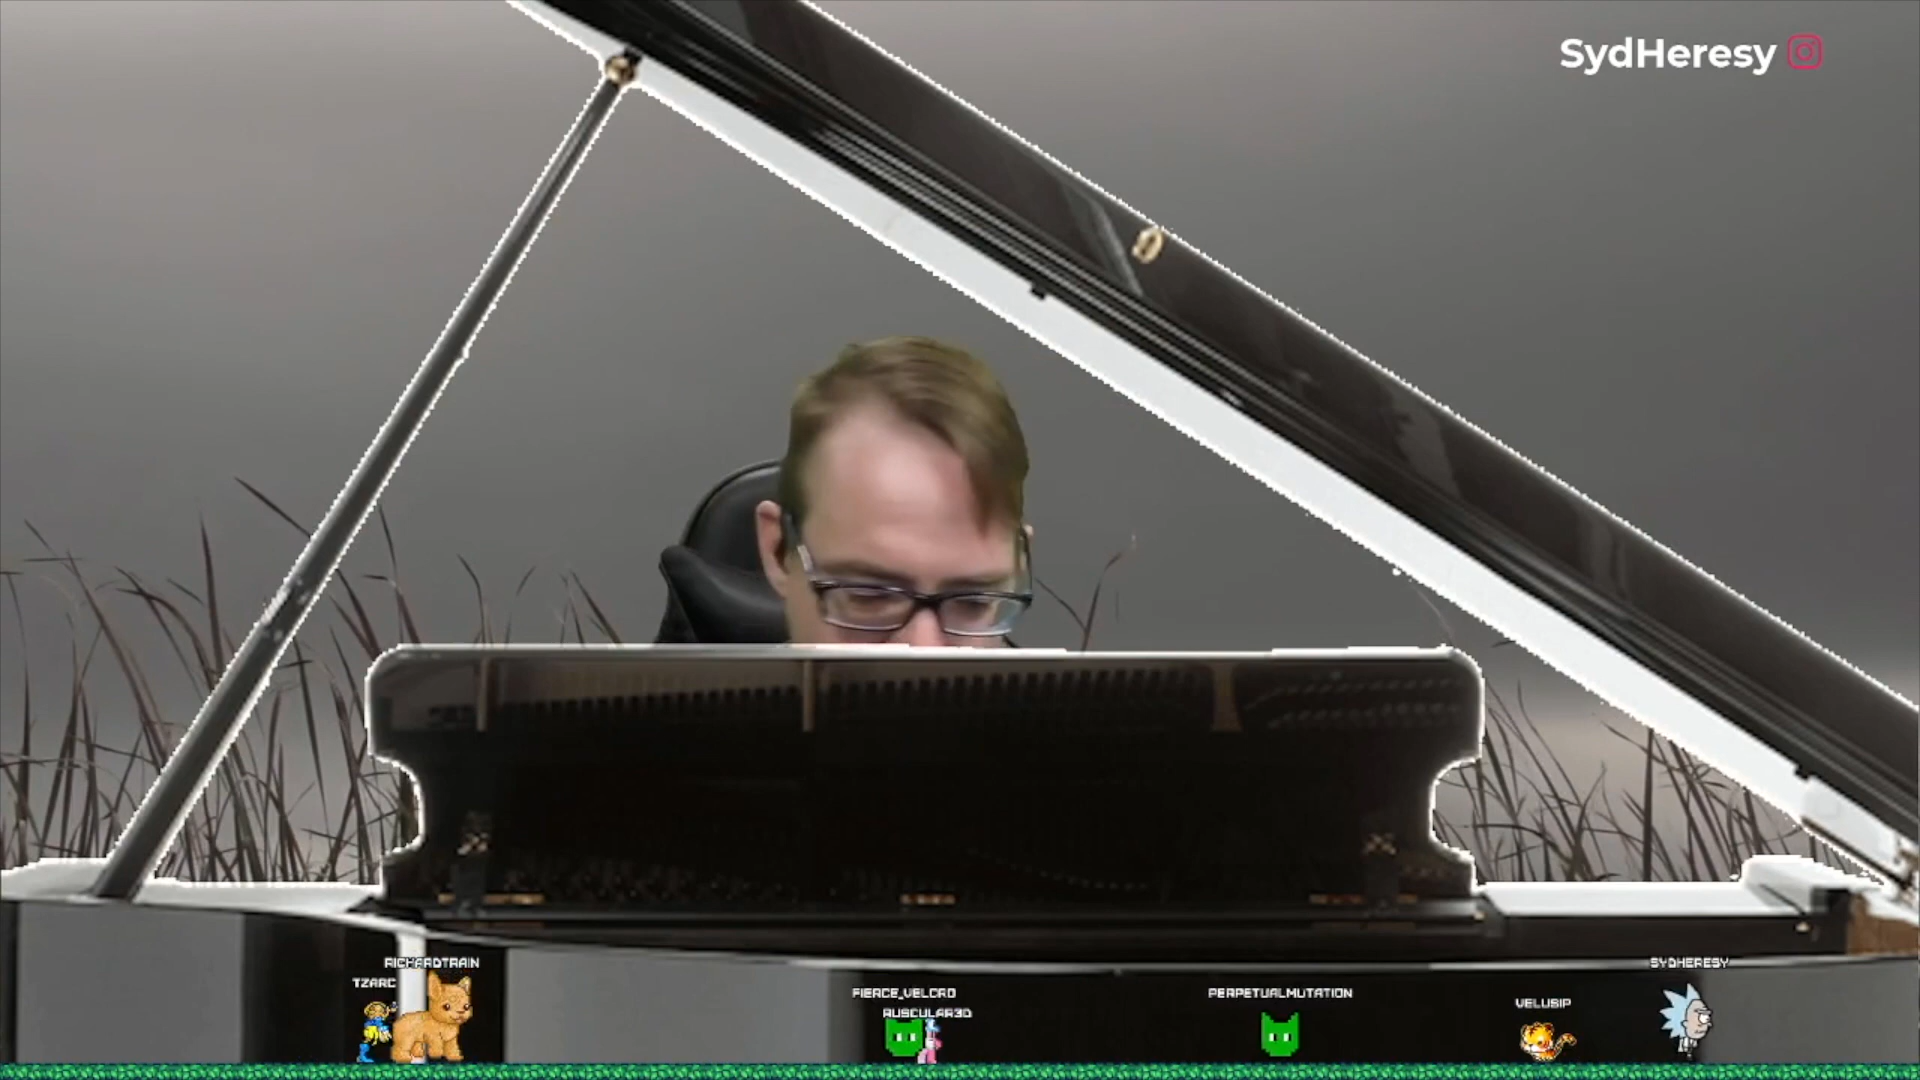 SydHeresy
RICHARDTRAIN
TZARC
FIERCE_VELCRO
RUSCULAR3D
PERPETUALMUTATION
VELUSIP
SYDHERESY